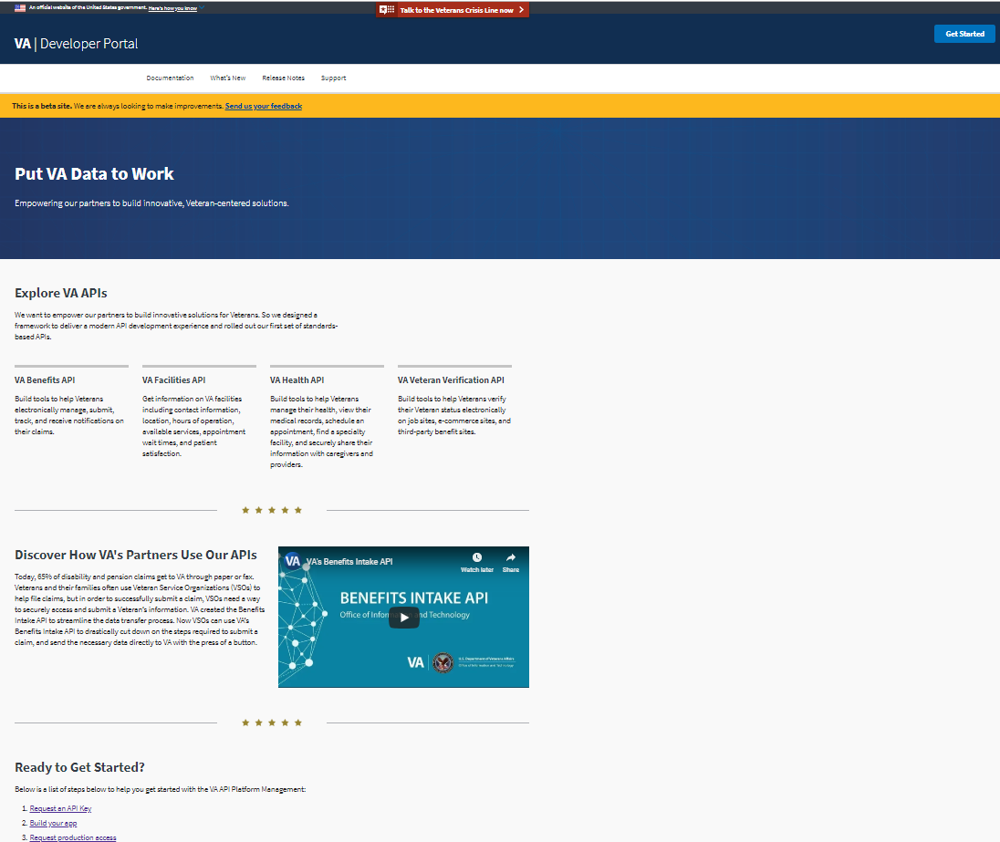 An official website of the United States government. Here's how you know
Talk to the Veterans Crisis Line now
VA | Developer Portal
Get Started
Documentation What's New Release Notes Support
This is a beta site. We are always looking to make improvements. Send us your feedback
Put VA Data to Work
Empowering our partners to build innovative, Veteran-centered solutions.
Explore VA APIs
We want to empower our partners to build innovative solutions for Veterans. So we designed a
framework to deliver a modern API development experience and rolled out our first set of standards-
based APIs.
VA Benefits API
Build tools to help Veterans
electronically manage, submit,
track, and receive notifications on
their claims.
VA Facilities API
Get information on VA facilities
including contact information,
location, hours of operation,
available services, appointment
wait times, and patient
satisfaction.
VA Health API
Build tools to help Veterans
manage their health, view their
medical records, schedule an
appointment, find a specialty
facility, and securely share their
information with caregivers and
providers.
VA Veteran Verification API
Build tools to help Veterans verify
their Veteran status electronically
on job sites, e-commerce sites, and
third-party benefit sites.
Discover How VA's Partners Use Our APIs
Today, 65% of disability and pension claims get to VA through paper or fax.
Veterans and their families often use Veteran Service Organizations (VSOs) to
help file claims, but in order to successfully submit a claim, VSOs need a way
to securely access and submit a Veteran's information. VA created the Benefits
Intake API to streamline the data transfer process. Now VSOs can use VA's
Benefits Intake API to drastically cut down on the steps required to submit a
claim, and send the necessary data directly to VA with the press of a button.
VA VA's Benefits Intake API
Watch later Share
BENEFITS INTAKE API
Office of Inform and Technology
VA U.S. Department of Veterans Affairs
Office of Information and Technology
Ready to Get Started?
Below is a list of steps below to help you get started with the VA API Platform Management:
1. Request an API Key
2. Build your app
3. Request production access